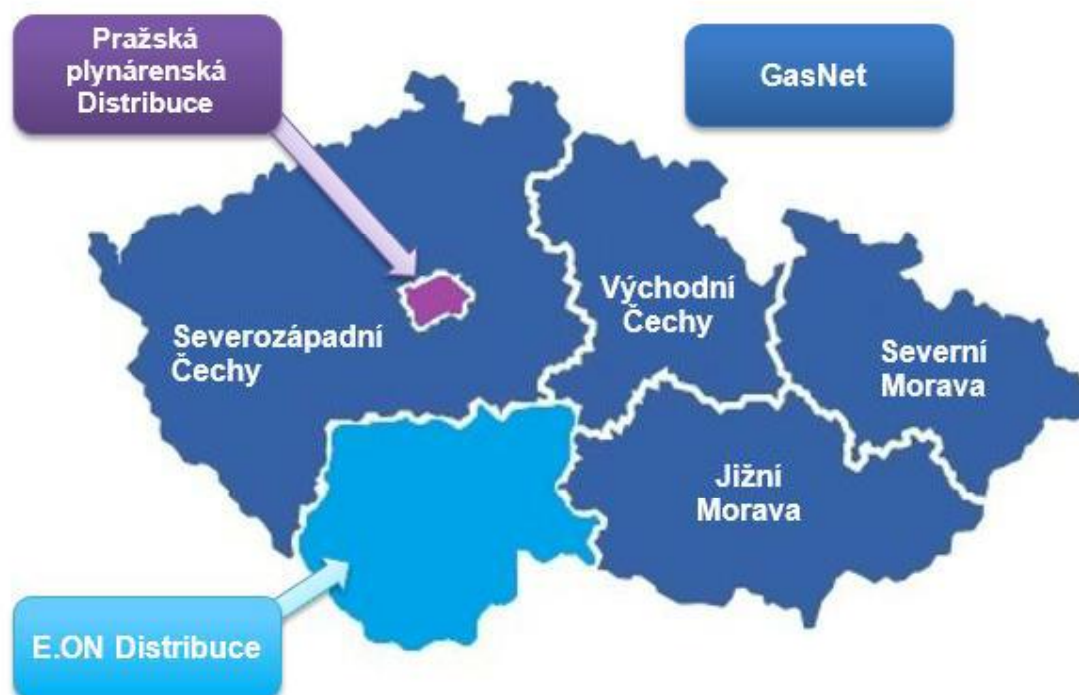 Pražská
plynárenská
Distribuce
GasNet
Východní
Čechy
Severozápadní
Čechy
Severní
Morava
Jižní
Morava
E.ON Distribuce